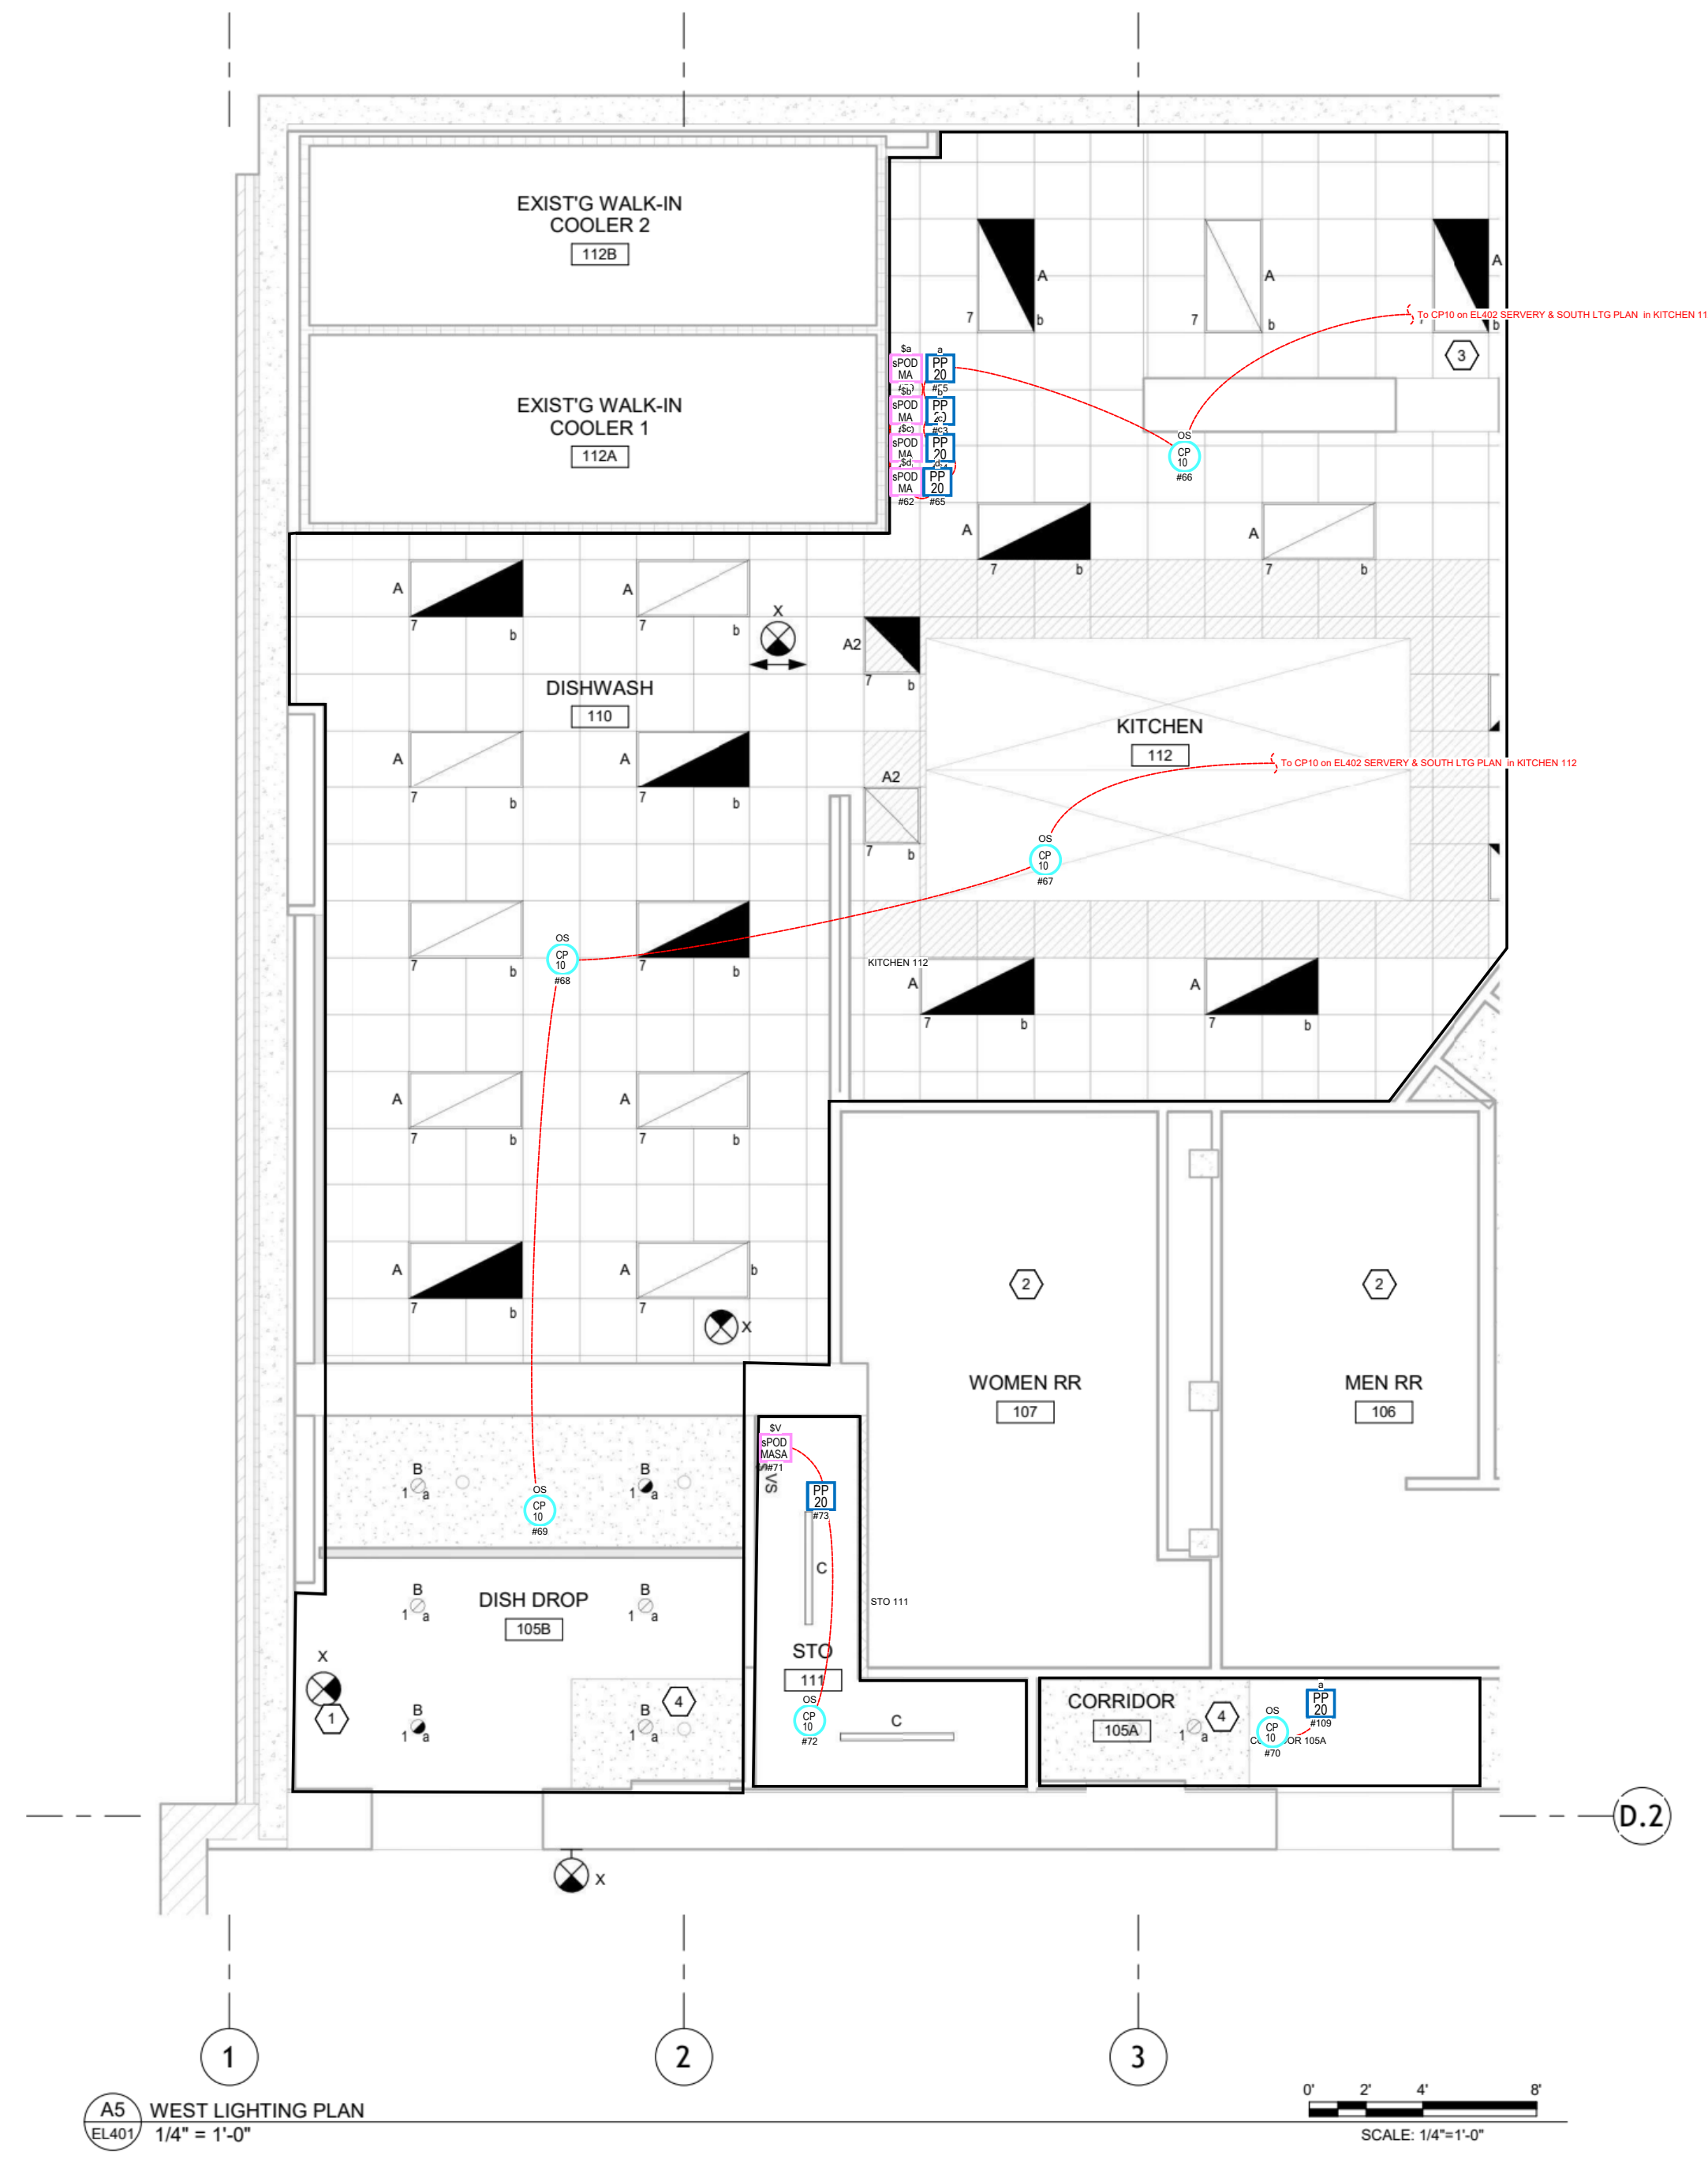 EXIST'G WALK-IN
COOLER 2
112B
EXIST'G WALK-IN
COOLER 1
112A
A
7
b
A
7
b
A
b
To CP10 on EL402 SERVERY & SOUTH LTG PLAN in KITCHEN 11
3
$a
sPOD
MA
a
PP
20
#55
$b
sPOD
MA
b
PP
$c
sPOD
MA
c
PP
20
$d
sPOD
MA
#62
PP
20
#65
OS
CP
10
#66
A
7
b
A
7
b
A
7
b
A
7
b
X
A2
7
b
DISHWASH
110
KITCHEN
112
To CP10 on EL402 SERVERY & SOUTH LTG PLAN in KITCHEN 112
A
7
b
A
7
b
A2
7
b
OS
CP
10
#67
OS
CP
10
#68
7
b
7
b
KITCHEN 112
A
7
b
A
7
b
A
7
b
A
7
b
A
7
b
A
7
b
X
2
2
WOMEN RR
107
MEN RR
106
$V
sPOD
MASA
#71
VS
PP
20
#73
B
1
a
B
1
a
OS
CP
10
#69
C
STO 111
B
1
a
B
1
a
DISH DROP
105B
X
1
B
1
a
B
1
a
4
STO
111
OS
CP
10
#72
C
CORRIDOR
105A
1
a
4
OS
CP
10
#70
a
PP
20
#109
OR 105A
D.2
X
1
2
3
A5
EL401
WEST LIGHTING PLAN
1/4" = 1'-0"
0'
2'
4'
8'
SCALE: 1/4"=1'-0"